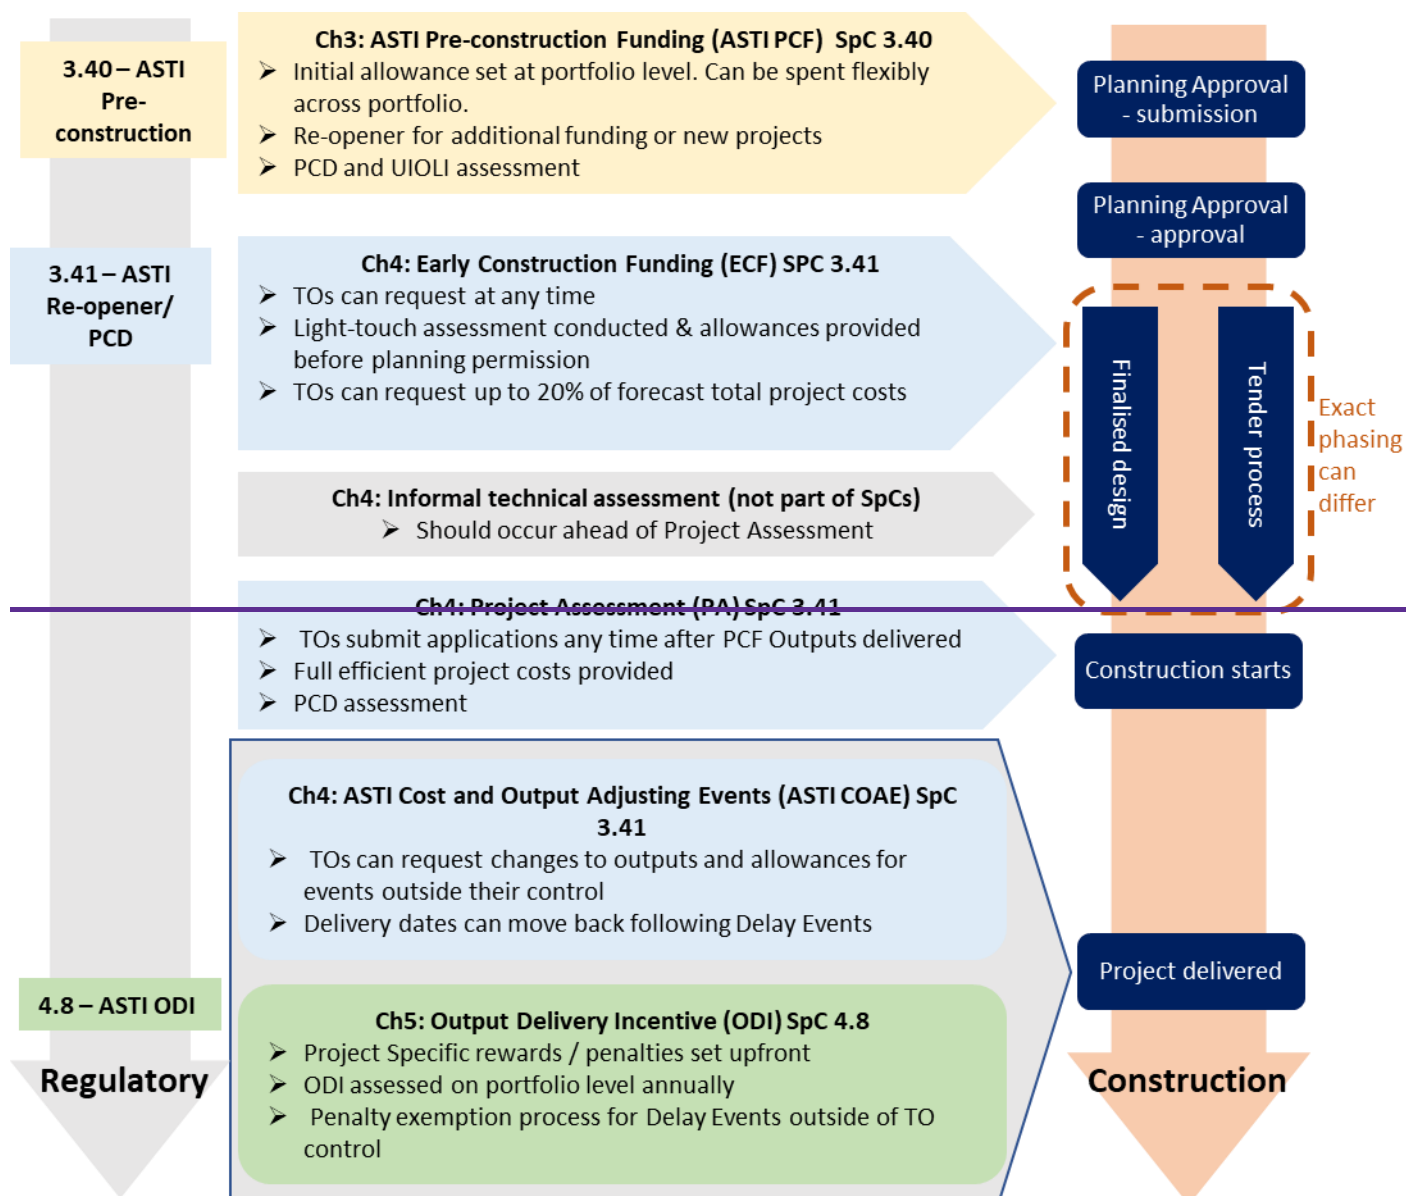 3.40 – ASTI
Pre-
construction
Ch3: ASTI Pre-construction Funding (ASTI PCF) SpC 3.40
➢ Initial allowance set at portfolio level. Can be spent flexibly
across portfolio.
➢ Re-opener for additional funding or new projects
➢ PCD and UIOLI assessment
Planning Approval
- submission
Planning Approval
- approval
3.41 – ASTI
Re-opener/
PCD
Ch4: Early Construction Funding (ECF) SPC 3.41
➢ TOs can request at any time
➢ Light-touch assessment conducted & allowances provided
before planning permission
➢ TOs can request up to 20% of forecast total project costs
Finalised design
Tender process
Exact
phasing
can
differ
Ch4: Informal technical assessment (not part of SpCs)
➢ Should occur ahead of Project Assessment
Ch4: Project Assessment (PA) SpC 3.41
➢ TOs submit applications any time after PCF Outputs delivered
➢ Full efficient project costs provided
➢ PCD assessment
Construction starts
Ch4: ASTI Cost and Output Adjusting Events (ASTI COAE) SpC
3.41
➢ TOs can request changes to outputs and allowances for
events outside their control
➢ Delivery dates can move back following Delay Events
Project delivered
4.8 – ASTI ODI
Ch5: Output Delivery Incentive (ODI) SpC 4.8
➢ Project Specific rewards / penalties set upfront
➢ ODI assessed on portfolio level annually
➢ Penalty exemption process for Delay Events outside of TO
control
Regulatory
Construction